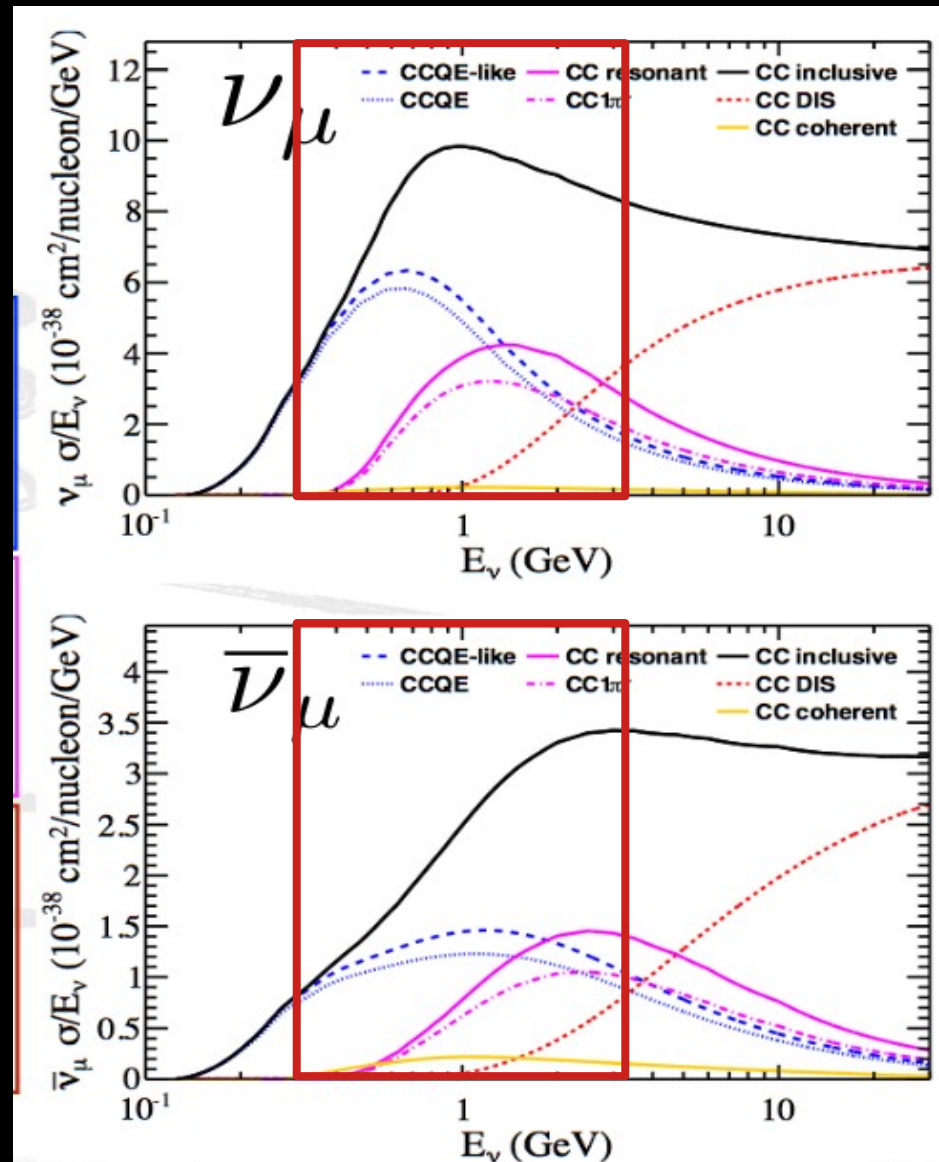 ν_μ
CCQE-like CC resonant CC inclusive
CCQE CC1π CC DIS
CC coherent
12
10
8
6
4
2
0
10⁻¹ 1 10
E_ν (GeV)
ν_μ σ/E_ν (10⁻³⁸ cm²/nucleon/GeV)
ν̅_μ
CCQE-like CC resonant CC inclusive
CCQE CC1π CC DIS
CC coherent
4
3.5
3
2.5
2
1.5
1
0.5
0
10⁻¹ 1 10
E_ν (GeV)
ν̅_μ σ/E_ν (10⁻³⁸ cm²/nucleon/GeV)